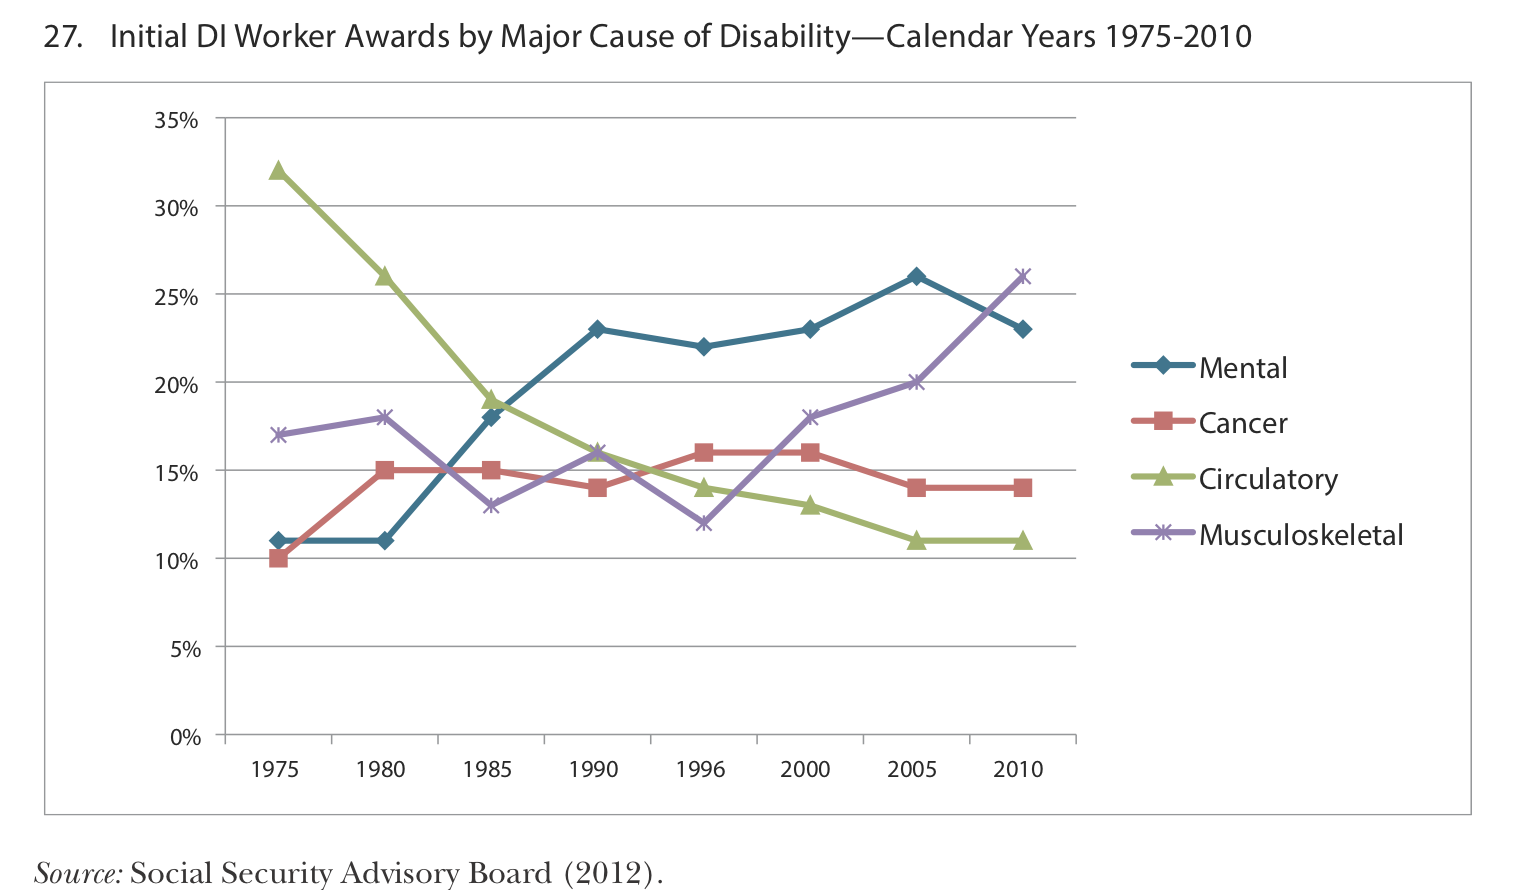 27. Initial DI Worker Awards by Major Cause of Disability—Calendar Years 1975-2010
35%
30%
25%
20%
15%
10%
5%
0%
1975 1980 1985 1990 1996 2000 2005 2010
Mental
Cancer
Circulatory
Musculoskeletal
Source: Social Security Advisory Board (2012).